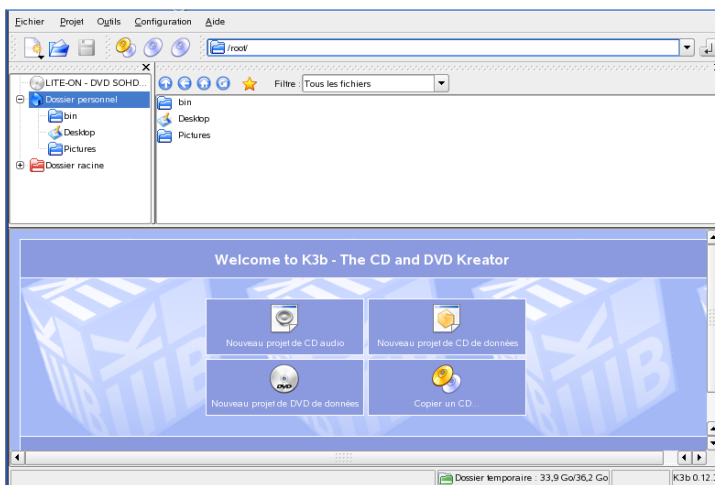 Fichier Projet Outils Configuration Aide
/root/
LITE-ON - DVD SOHD...
Filtre : Tous les fichiers
Dossier personnel
bin
Desktop
Pictures
Dossier racine
bin
Desktop
Pictures
Welcome to K3b - The CD and DVD Kreator
Nouveau projet de CD audio
Nouveau projet de CD de données
DVD
Nouveau projet de DVD de données
Copier un CD...
Dossier temporaire : 33,9 Go/36,2 Go
K3b 0.12.